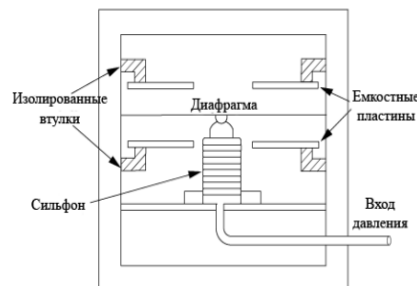 Изолированные
втулки
Диафрагма
Емкостные
пластины
Сильфон
Вход
давления